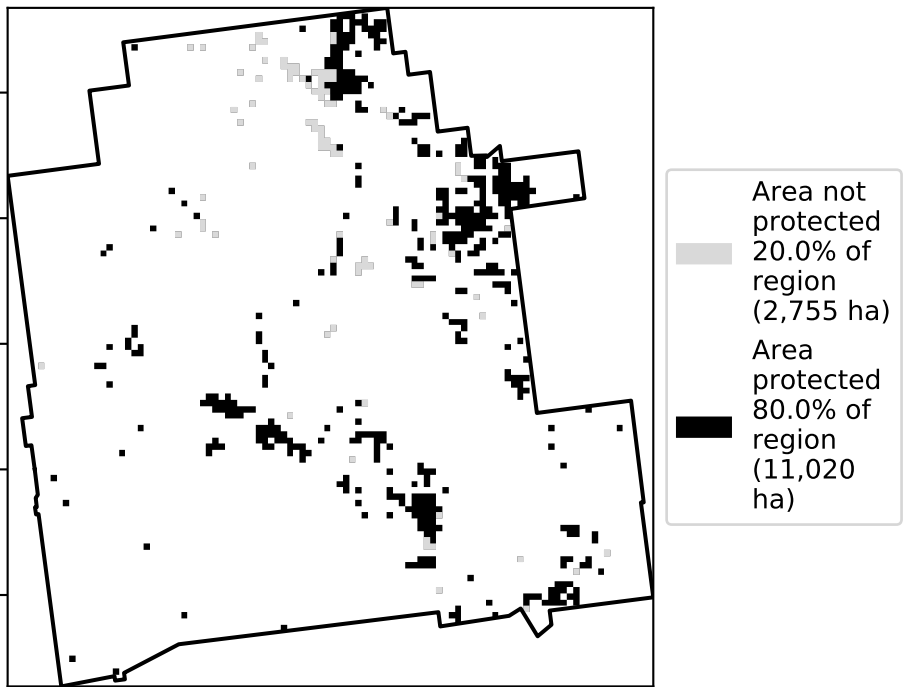 Area not
protected
20.0% of
region
(2,755 ha)
Area
protected
80.0% of
region
(11,020
ha)